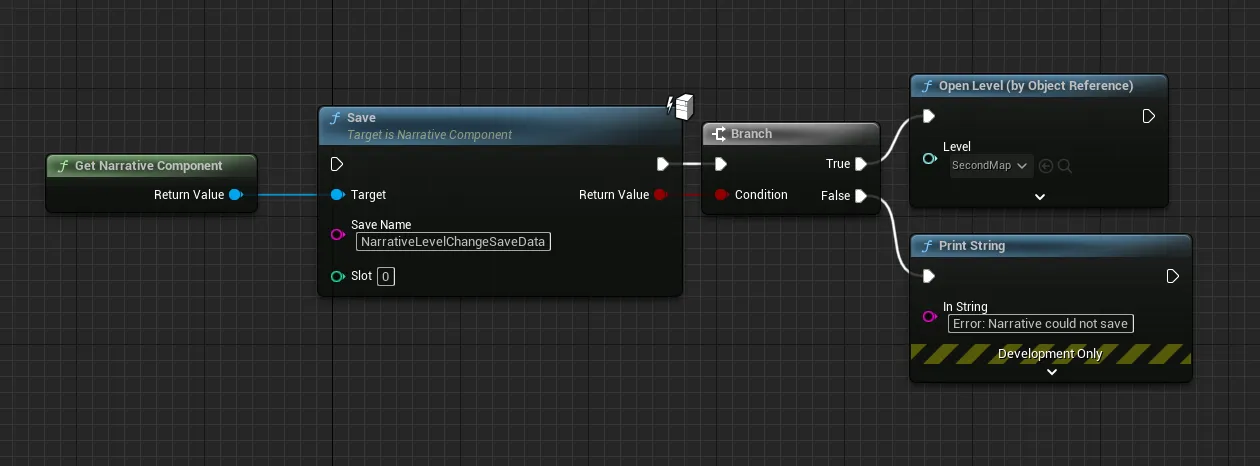 Get Narrative Component
Return Value
Save
Target is Narrative Component
Target
Return Value
Save Name
NarrativeLevelChangeSaveData
Slot 0
Branch
True
Condition
False
Open Level (by Object Reference)
Level
SecondMap
Print String
In String
Error: Narrative could not save
Development Only